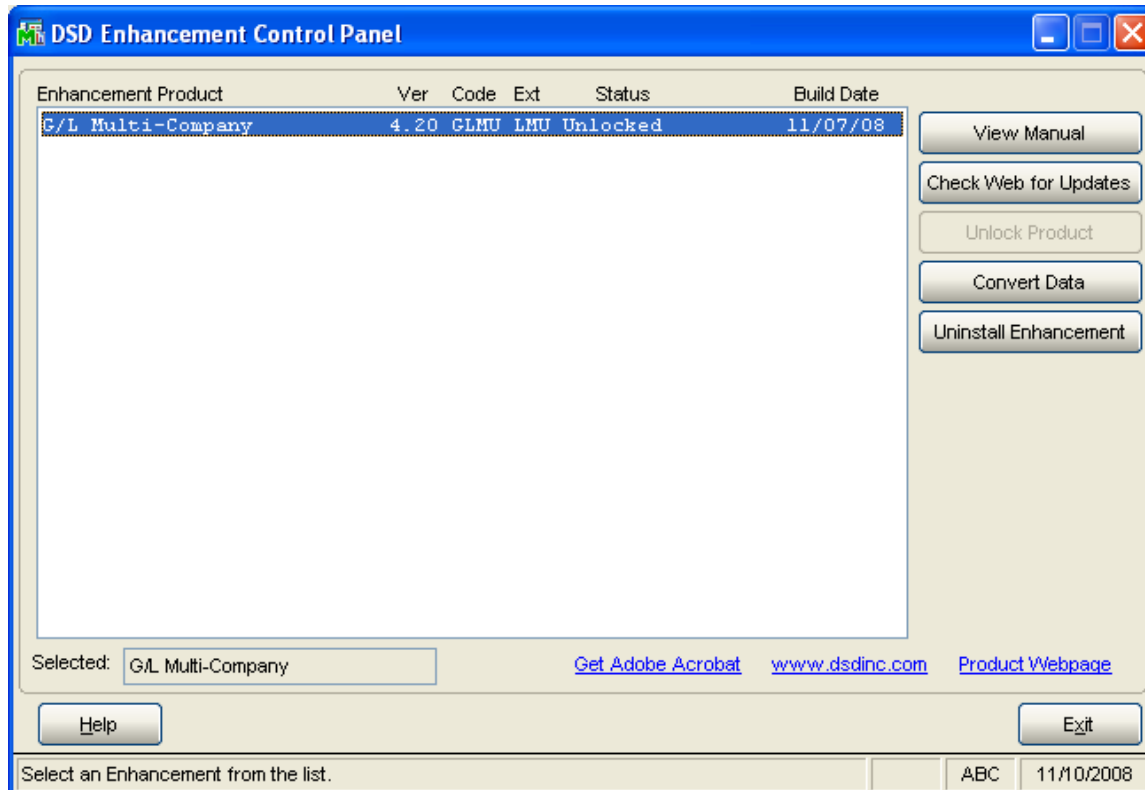 DSD Enhancement Control Panel
Enhancement Product Ver Code Ext Status Build Date
G/L Multi-Company 4.20 GLMU LMU Unlocked 11/07/08
View Manual
Check Web for Updates
Unlock Product
Convert Data
Uninstall Enhancement
Selected: G/L Multi-Company Get Adobe Acrobat www.dsdinc.com Product Webpage
Help Exit
Select an Enhancement from the list. ABC 11/10/2008